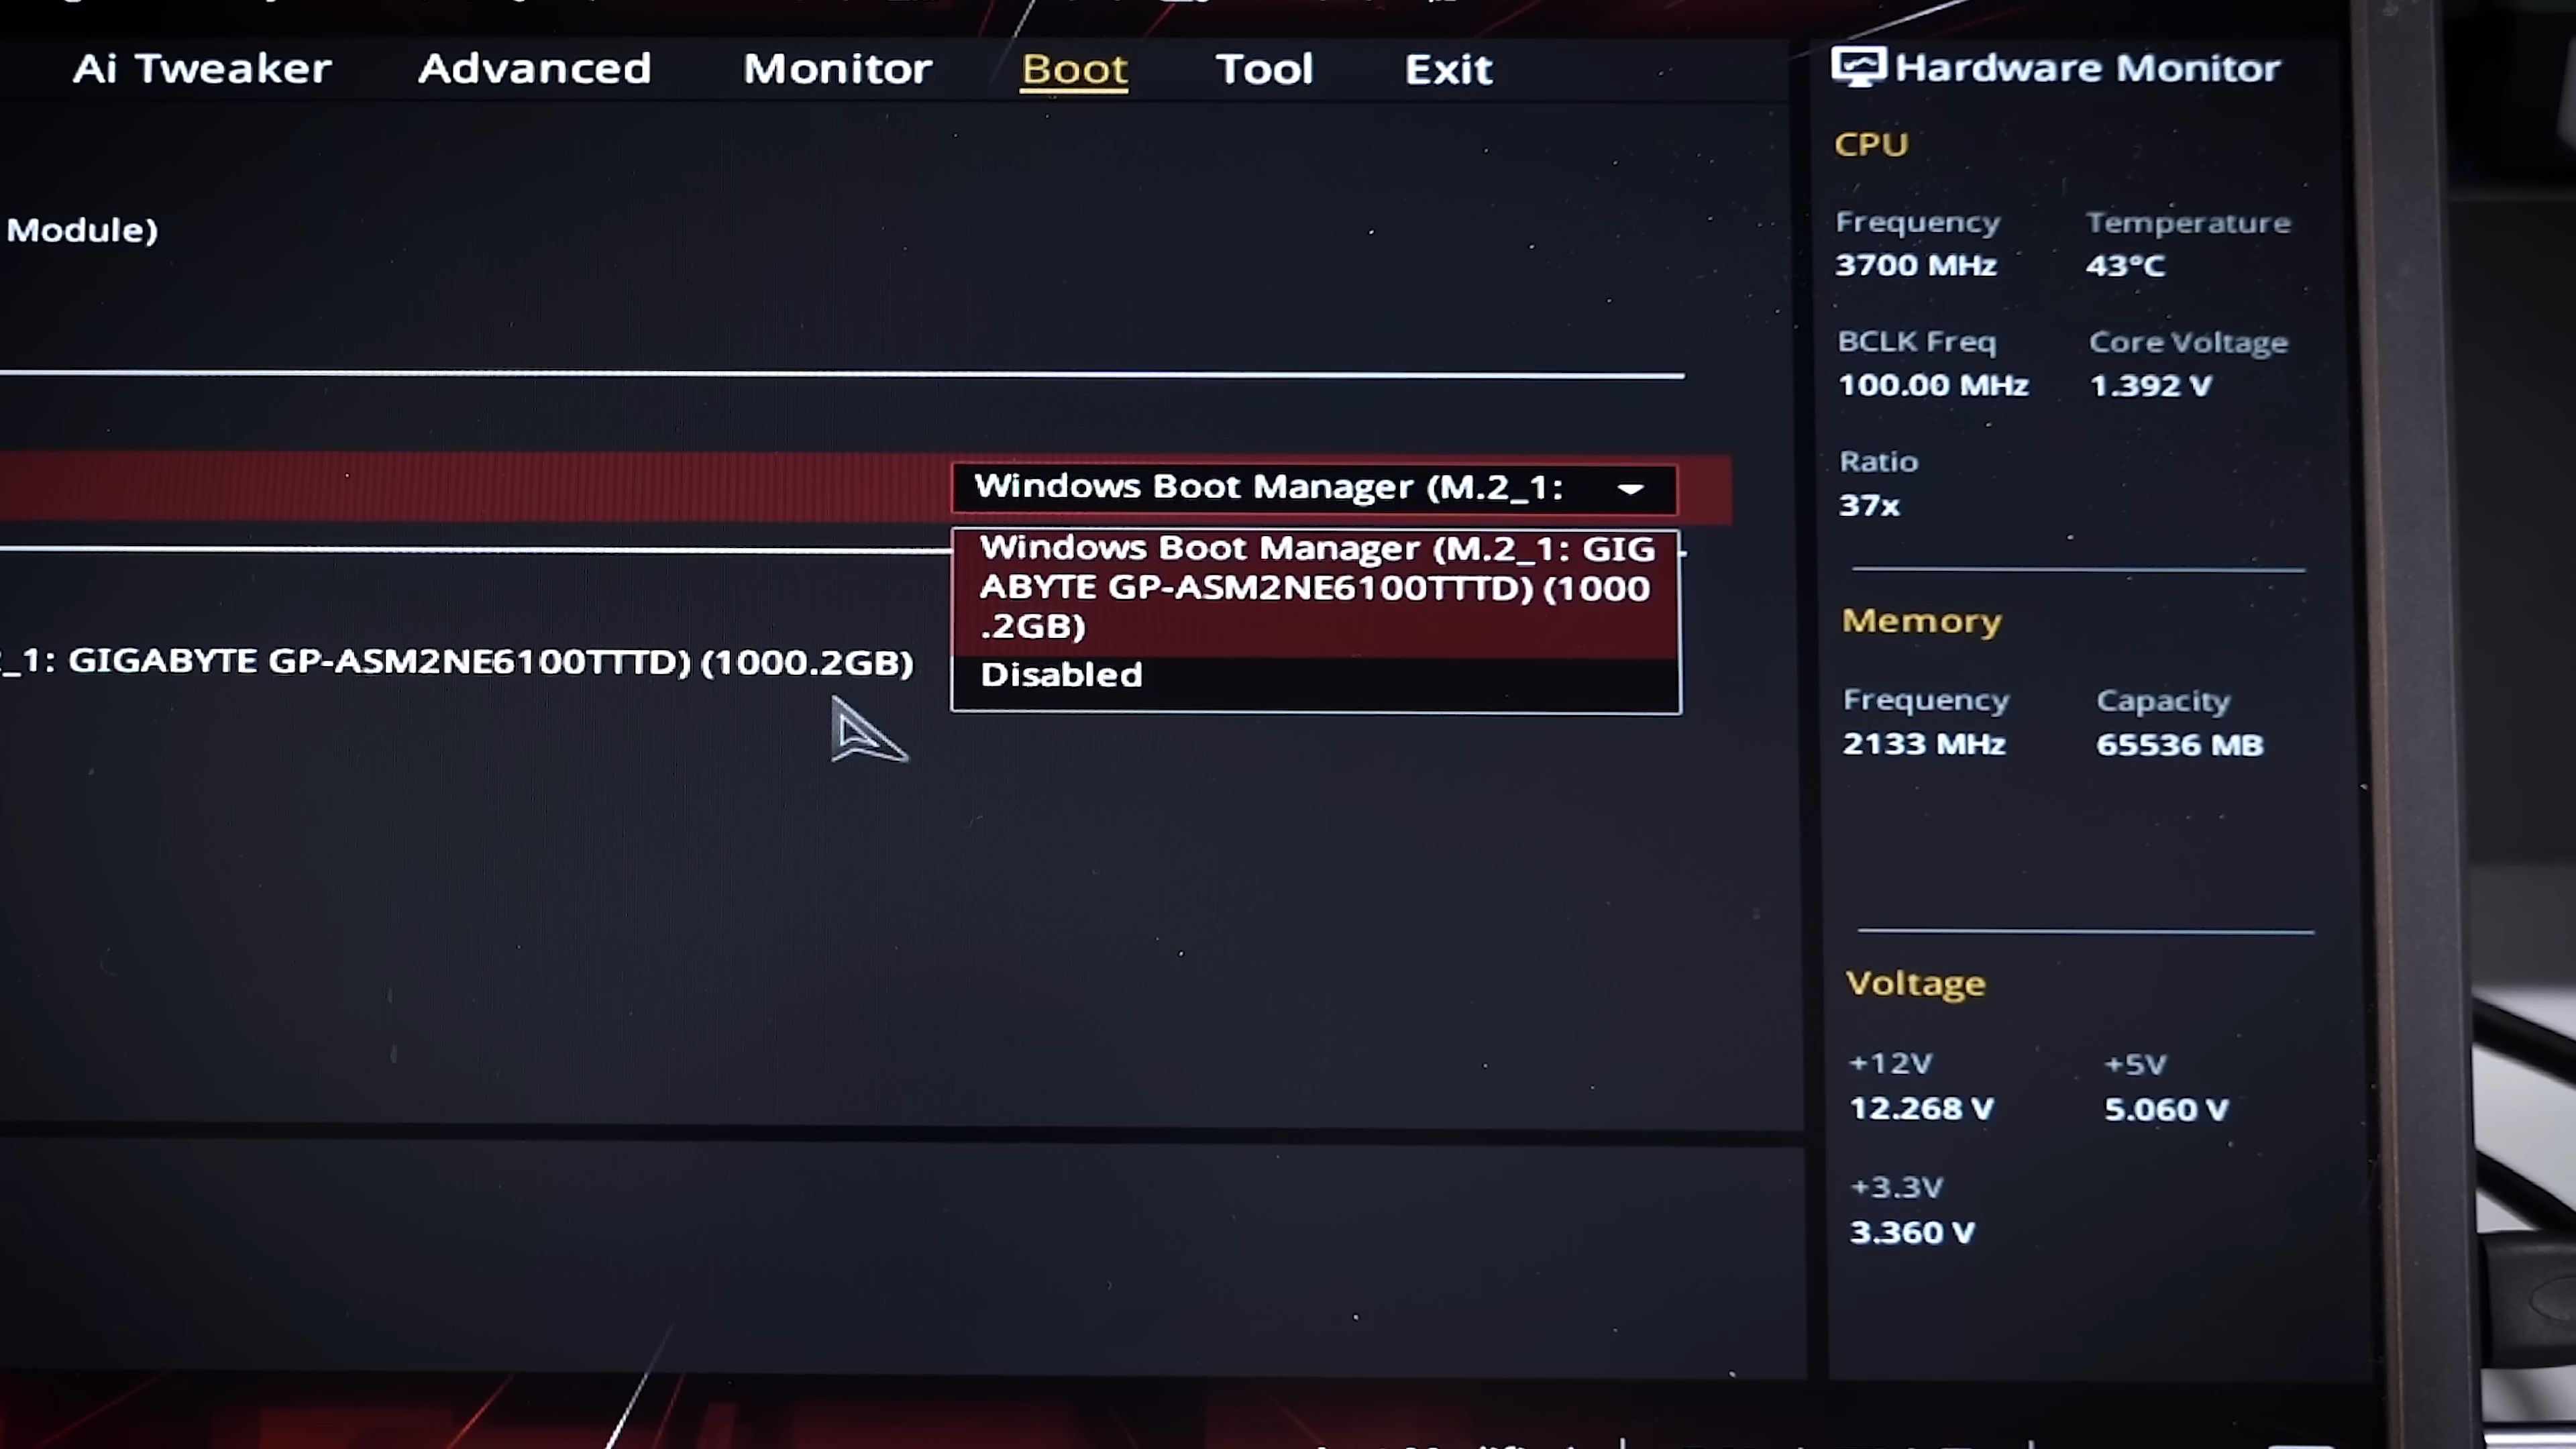 Ai Tweaker Advanced Monitor Boot Tool Exit
Module)
Windows Boot Manager (M.2_1:
Windows Boot Manager (M.2_1: GIG
ABYTE GP-ASM2NE6100TTTD) (1000
.2GB)
Disabled
_1: GIGABYTE GP-ASM2NE6100TTTD) (1000.2GB)
Hardware Monitor
CPU
Frequency Temperature
3700 MHz 43°C
BCLK Freq Core Voltage
100.00 MHz 1.392 V
Ratio
37x
Memory
Frequency Capacity
2133 MHz 65536 MB
Voltage
+12V +5V
12.268 V 5.060 V
+3.3V
3.360 V